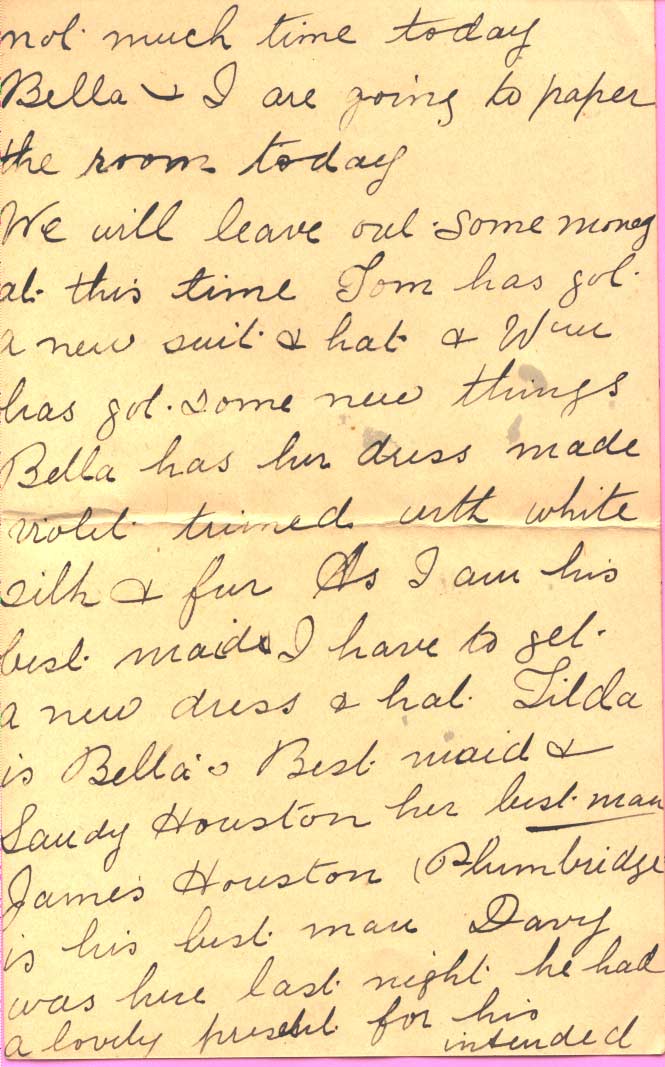 not much time today
Bella & I are going to paper
the room today
We will leave out some money
at this time Tom has got
a new suit & hat & Wm
has got some new things
Bella has her dress made
violet trimed with white
silk & fur As I am his
best maid I have to get
a new dress & hat Tilda
is Bella's Best maid &
Sandy Houston her best man
James Houston (Plumbridge
is his best man Davy
was here last night he had
a lovely present for his
intended